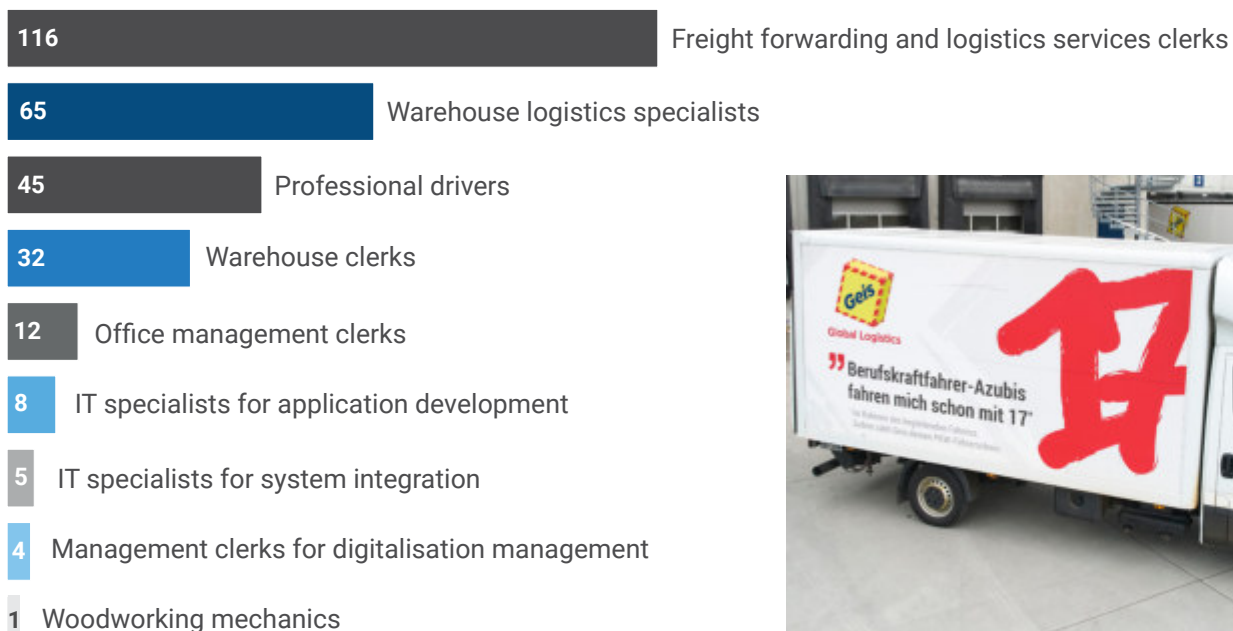 116 Freight forwarding and logistics services clerks
65 Warehouse logistics specialists
45 Professional drivers
32 Warehouse clerks
12 Office management clerks
8 IT specialists for application development
5 IT specialists for system integration
4 Management clerks for digitalisation management
1 Woodworking mechanics
Geis
Global Logistics
17
” Berufskraftfahrer-Azubis
fahren mich schon mit 17"